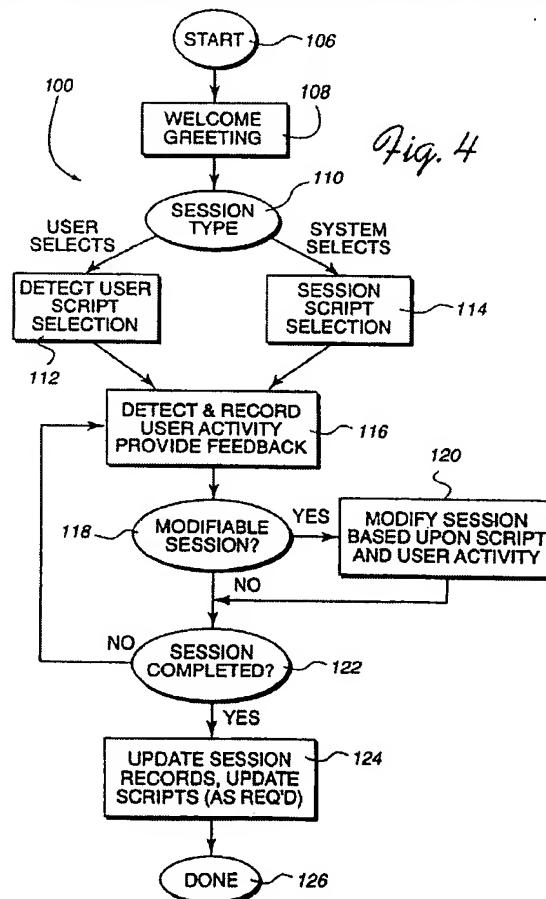 START
106
100
WELCOME
GREETING
108
Fig. 4
110
SESSION
TYPE
USER
SELECTS
SYSTEM
SELECTS
DETECT USER
SCRIPT
SELECTION
112
SESSION
SCRIPT
SELECTION
114
DETECT & RECORD
USER ACTIVITY
PROVIDE FEEDBACK
116
118
MODIFIABLE
SESSION?
YES
120
MODIFY SESSION
BASED UPON SCRIPT
AND USER ACTIVITY
NO
NO
SESSION
COMPLETED?
122
YES
UPDATE SESSION
RECORDS, UPDATE
SCRIPTS (AS REQ'D)
124
DONE
126